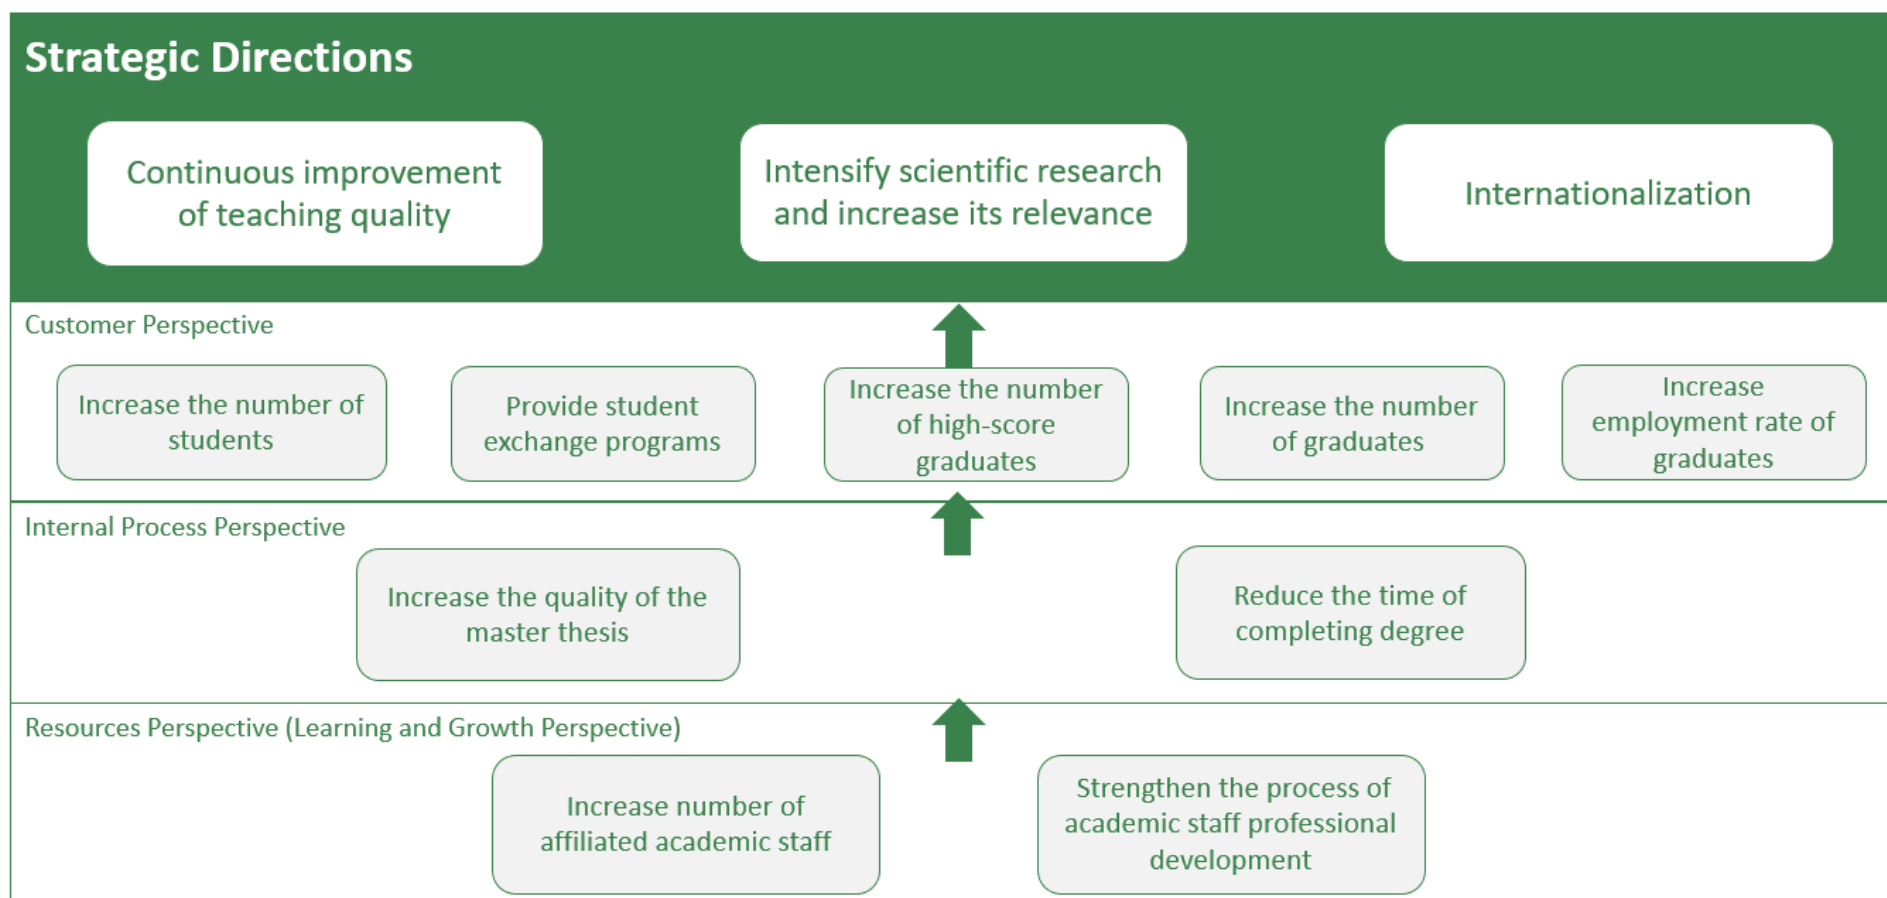 Strategic Directions
Continuous improvement
of teaching quality
Intensify scientific research
and increase its relevance
Internationalization
Customer Perspective
Increase the number of
students
Provide student
exchange programs
Increase the number
of high-score
graduates
Increase the number
of graduates
Increase
employment rate of
graduates
Internal Process Perspective
Increase the quality of the
master thesis
Reduce the time of
completing degree
Resources Perspective (Learning and Growth Perspective)
Increase number of
affiliated academic staff
Strengthen the process of
academic staff professional
development